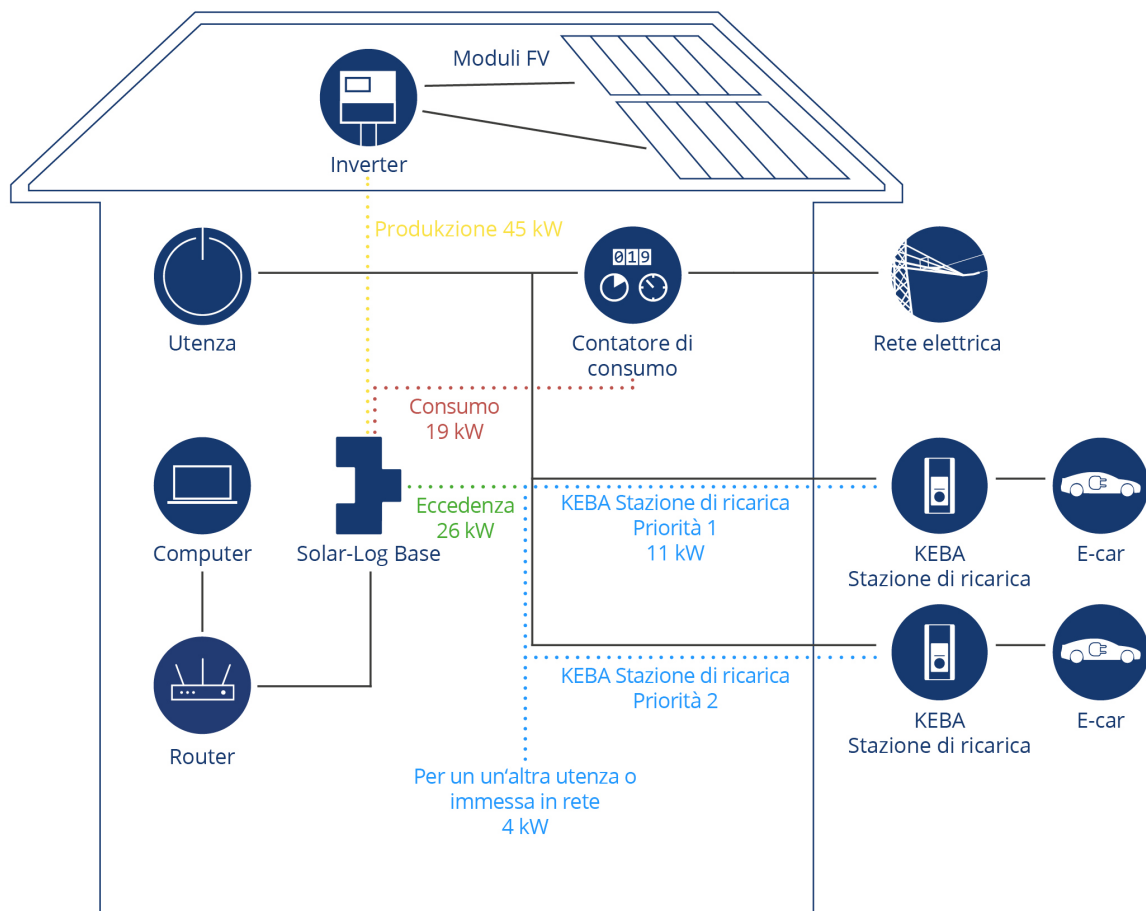 Moduli FV
Inverter
Produkzione 45 kW
019
Utenza
Contatore di
consumo
Rete elettrica
Consumo
19 kW
Eccedenza
26 kW
KEBA Stazione di ricarica
Priorità 1
11 kW
Computer
Solar-Log Base
KEBA
Stazione di ricarica
E-car
KEBA Stazione di ricarica
Priorità 2
KEBA
Stazione di ricarica
E-car
Router
Per un un‘altra utenza o
immessa in rete
4 kW